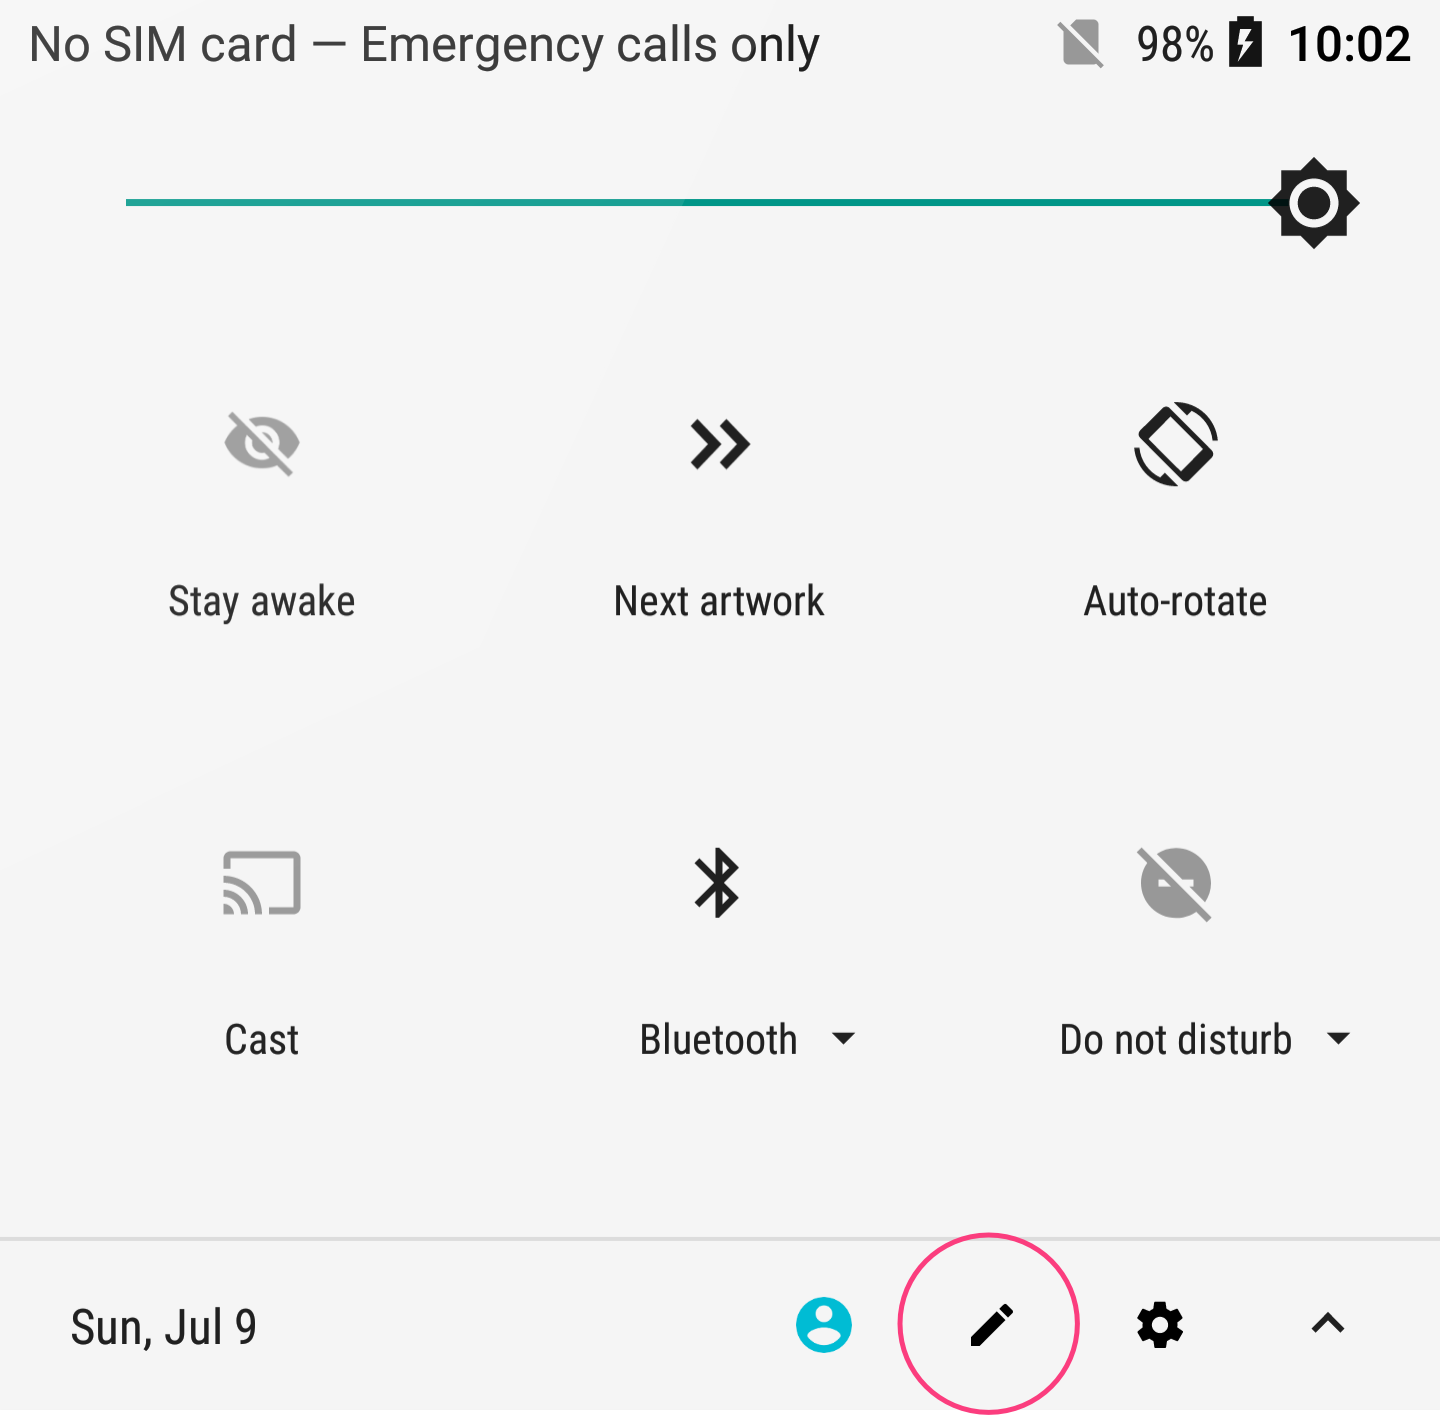 No SIM card — Emergency calls only 98% 10:02
Stay awake Next artwork Auto-rotate
Cast Bluetooth Do not disturb
Sun, Jul 9